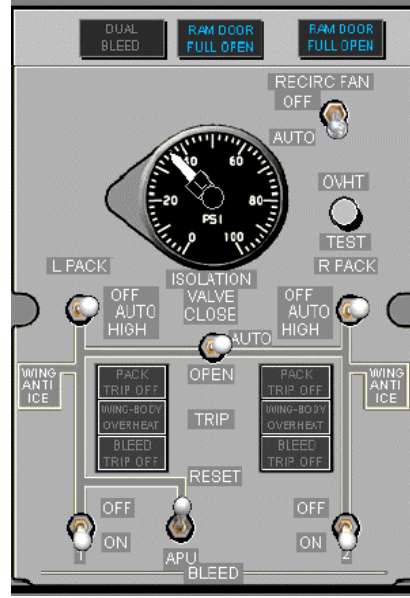 DUAL
BLEED
RAM DOOR
FULL OPEN
RAM DOOR
FULL OPEN
RECIRC FAN
OFF
AUTO
40
60
20
80
PSI
0
100
OVHT
TEST
L PACK
ISOLATION
VALVE
CLOSE
R PACK
OFF
AUTO
HIGH
OFF
AUTO
HIGH
AUTO
OPEN
WING
ANTI
ICE
PACK
TRIP OFF
WING-BODY
OVERHEAT
BLEED
TRIP OFF
TRIP
PACK
TRIP OFF
WING-BODY
OVERHEAT
BLEED
TRIP OFF
WING
ANTI
ICE
RESET
OFF
ON
1
APU
OFF
ON
2
BLEED